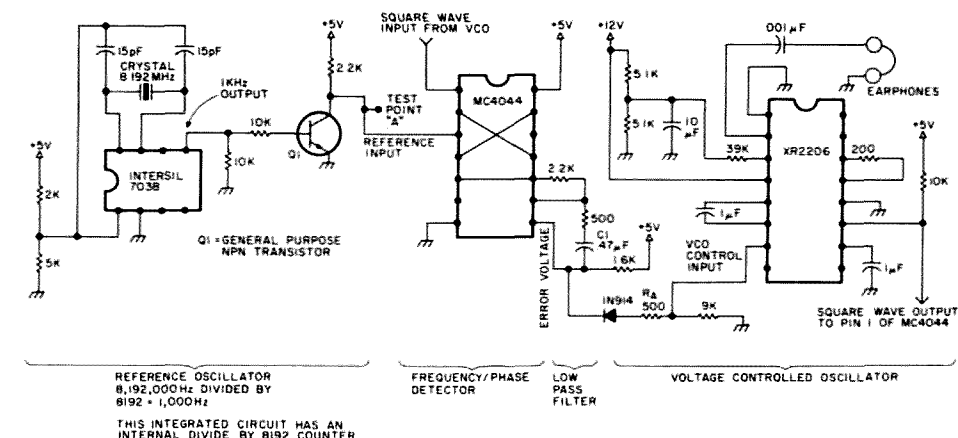 15pF
15pF
CRYSTAL
8 192 MHz
1KHz
OUTPUT
+5V
2K
5K
INTERSIL
7038
10K
10K
Q1
Q1 = GENERAL PURPOSE
NPN TRANSISTOR
+5V
2.2K
TEST
POINT
"A"
REFERENCE
INPUT
SQUARE WAVE
INPUT FROM VCO
+5V
MC4044
2.2K
500
C1
47µF
+5V
1.6K
ERROR VOLTAGE
1N914
RA
500
9K
+12V
5.1K
5.1K
10
µF
39K
1µF
VCO
CONTROL
INPUT
001µF
EARPHONES
XR2206
200
+5V
10K
1µF
SQUARE WAVE OUTPUT
TO PIN 1 OF MC4044
REFERENCE OSCILLATOR
8,192,000Hz DIVIDED BY
8192 = 1,000Hz
THIS INTEGRATED CIRCUIT HAS AN
INTERNAL DIVIDE BY 8192 COUNTER
FREQUENCY/PHASE
DETECTOR
LOW
PASS
FILTER
VOLTAGE CONTROLLED OSCILLATOR